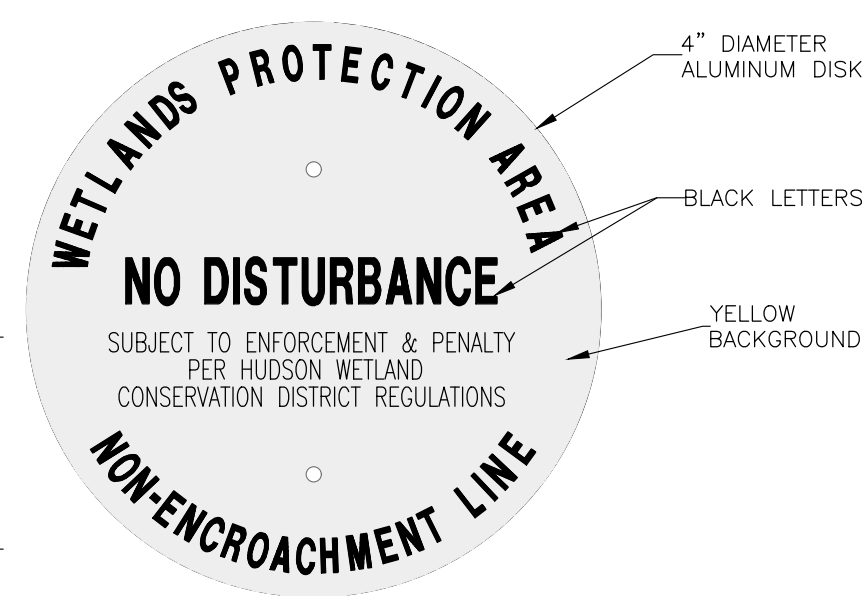 WETLANDS PROTECTION AREA
NO DISTURBANCE
SUBJECT TO ENFORCEMENT & PENALTY
PER HUDSON WETLAND
CONSERVATION DISTRICT REGULATIONS
NON-ENCROACHMENT LINE
4" DIAMETER
ALUMINUM DISK
BLACK LETTERS
YELLOW
BACKGROUND